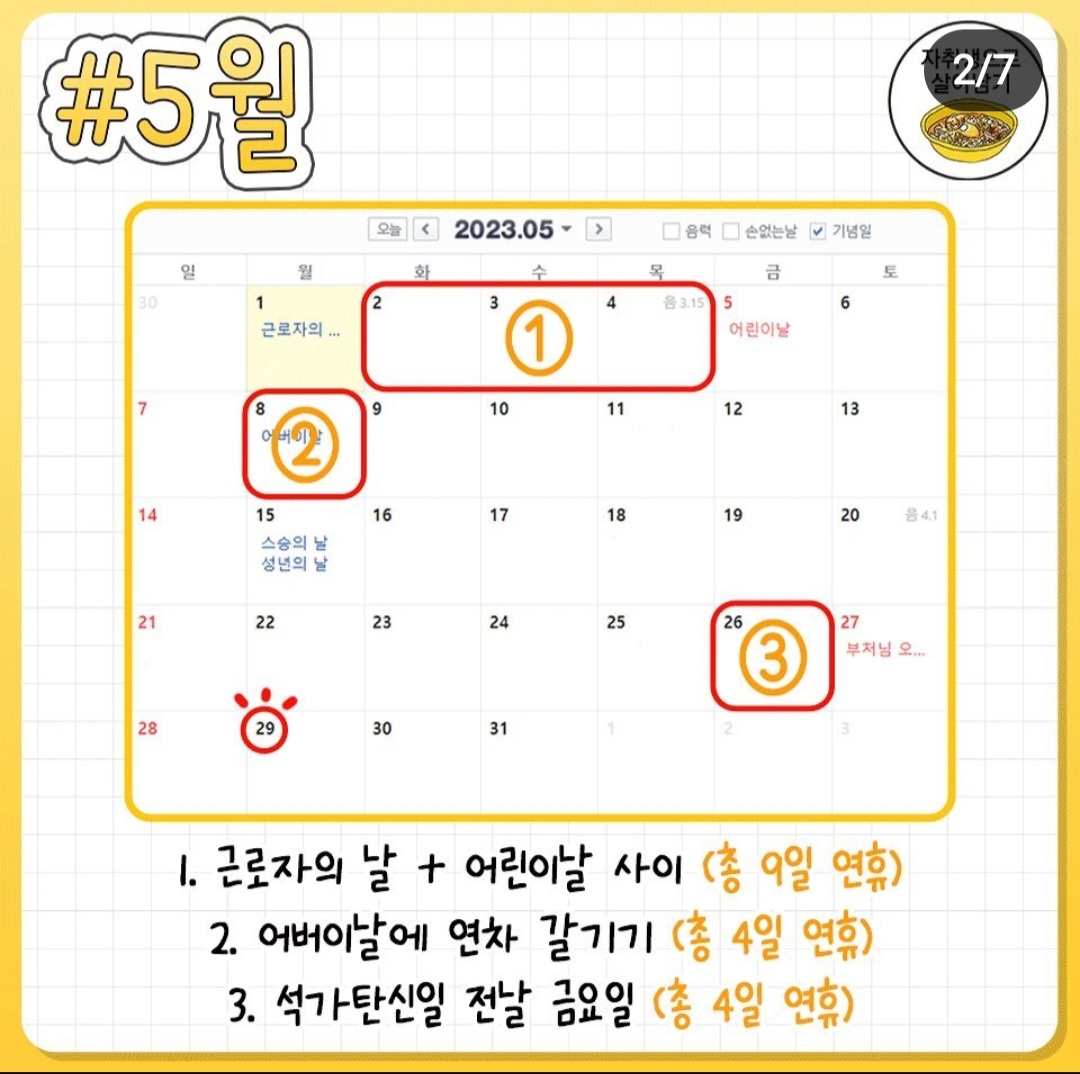 #5월
자취생으로
살아남기
2/7
오늘 < 2023.05 > 음력 손없는날 기념일
일 월 화 수 목 금 토
30 1 2 3 4 음3.15 5 6
근로자의 ... 어린이날
①
7 8 9 10 11 12 13
어버이날
②
14 15 16 17 18 19 20 음4.1
스승의 날
성년의 날
21 22 23 24 25 26 27
③ 부처님 오...
28 29 30 31 1 2 3
1. 근로자의 날 + 어린이날 사이 (총 9일 연휴)
2. 어버이날에 연차 갈기기 (총 4일 연휴)
3. 석가탄신일 전날 금요일 (총 4일 연휴)